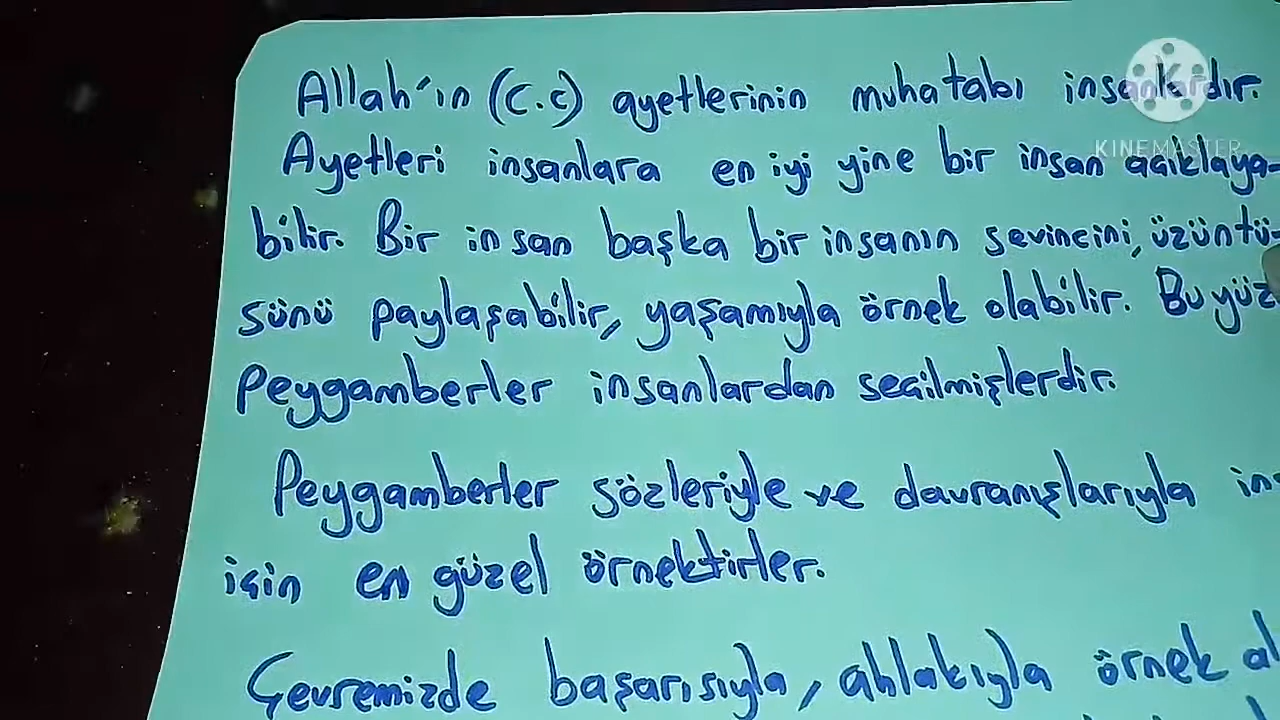 Allah'ın (c.c) ayetlerinin muhatabı insanlardır.
KINEMASTER
Ayetleri insanlara en iyi yine bir insan açıklaya-
bilir. Bir insan başka bir insanın sevincini, üzüntü-
sünü paylaşabilir, yaşamıyla örnek olabilir. Bu yüz
Peygamberler insanlardan seçilmişlerdir.
Peygamberler sözleriyle ve davranışlarıyla in
için en güzel örnektirler.
Çevremizde başarısıyla, ahlakıyla örnek al